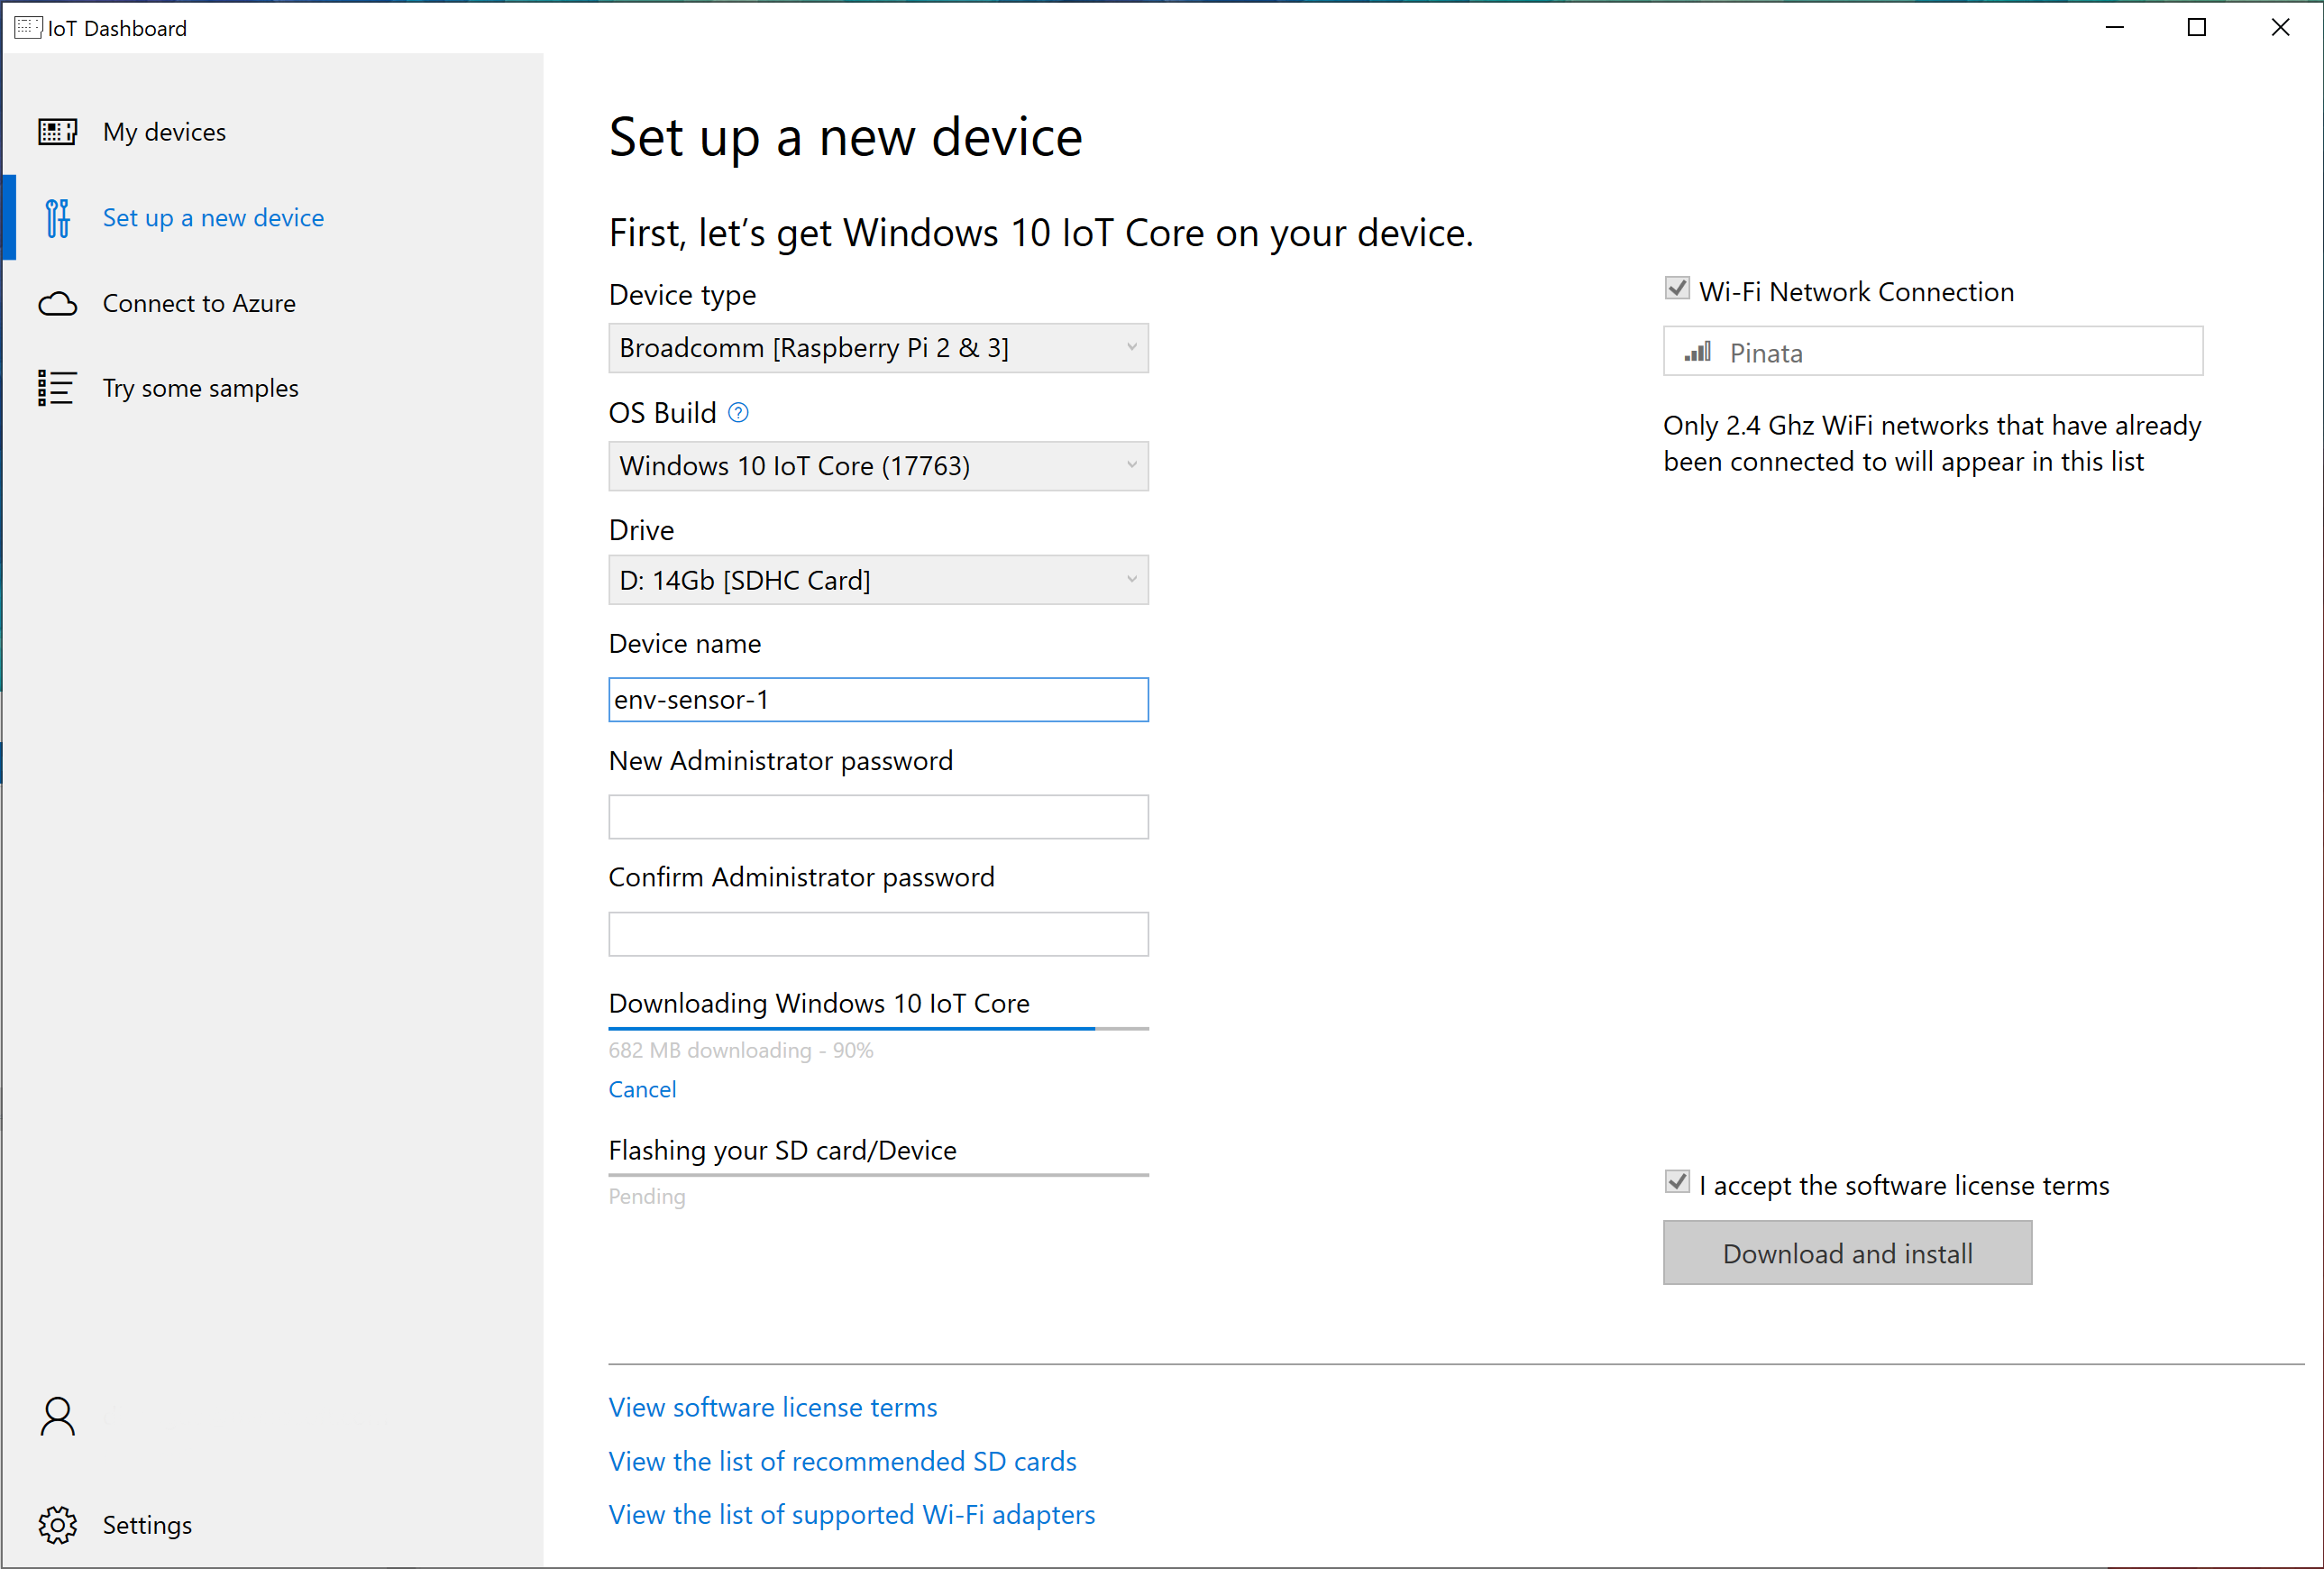 IoT Dashboard
My devices
Set up a new device
Connect to Azure
Try some samples
Settings
Set up a new device
First, let’s get Windows 10 IoT Core on your device.
Device type
Broadcomm [Raspberry Pi 2 & 3]
OS Build ?
Windows 10 IoT Core (17763)
Drive
D: 14Gb [SDHC Card]
Device name
env-sensor-1
New Administrator password
Confirm Administrator password
Downloading Windows 10 IoT Core
682 MB downloading - 90%
Cancel
Flashing your SD card/Device
Pending
Wi-Fi Network Connection
Pinata
Only 2.4 Ghz WiFi networks that have already
been connected to will appear in this list
I accept the software license terms
Download and install
View software license terms
View the list of recommended SD cards
View the list of supported Wi-Fi adapters